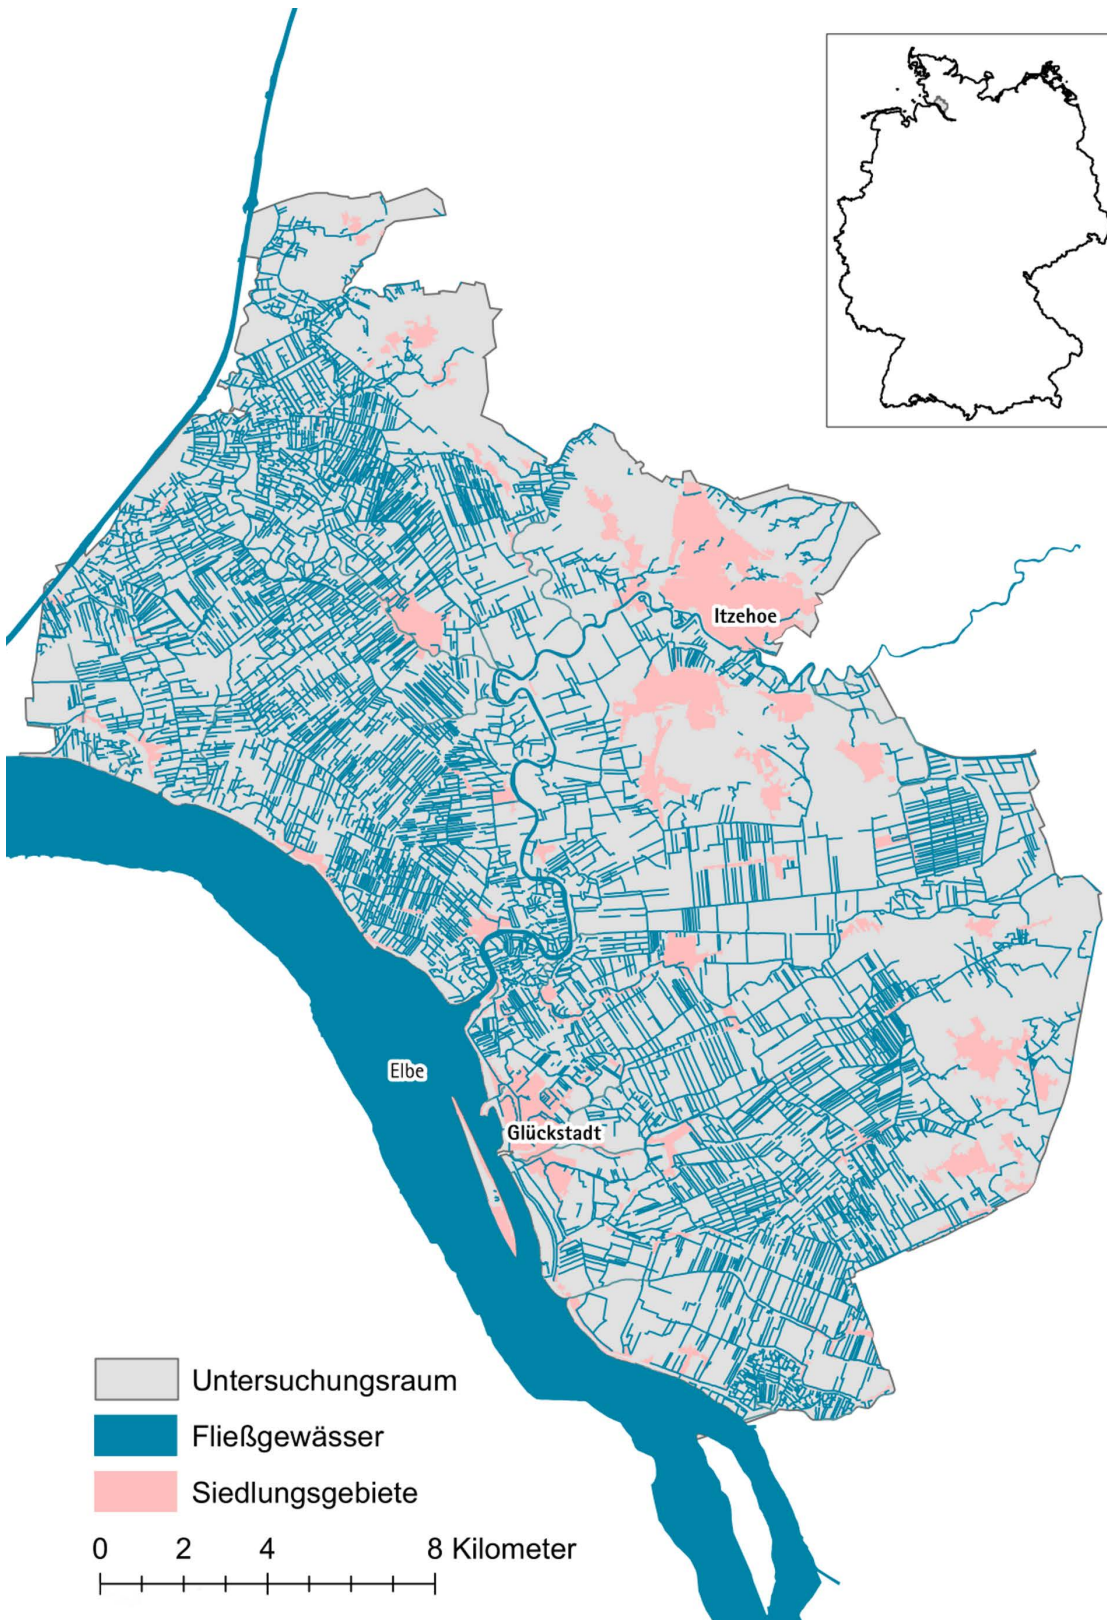 Itzehoe
Elbe
Glückstadt
Untersuchungsraum
Fließgewässer
Siedlungsgebiete
0 2 4 8 Kilometer